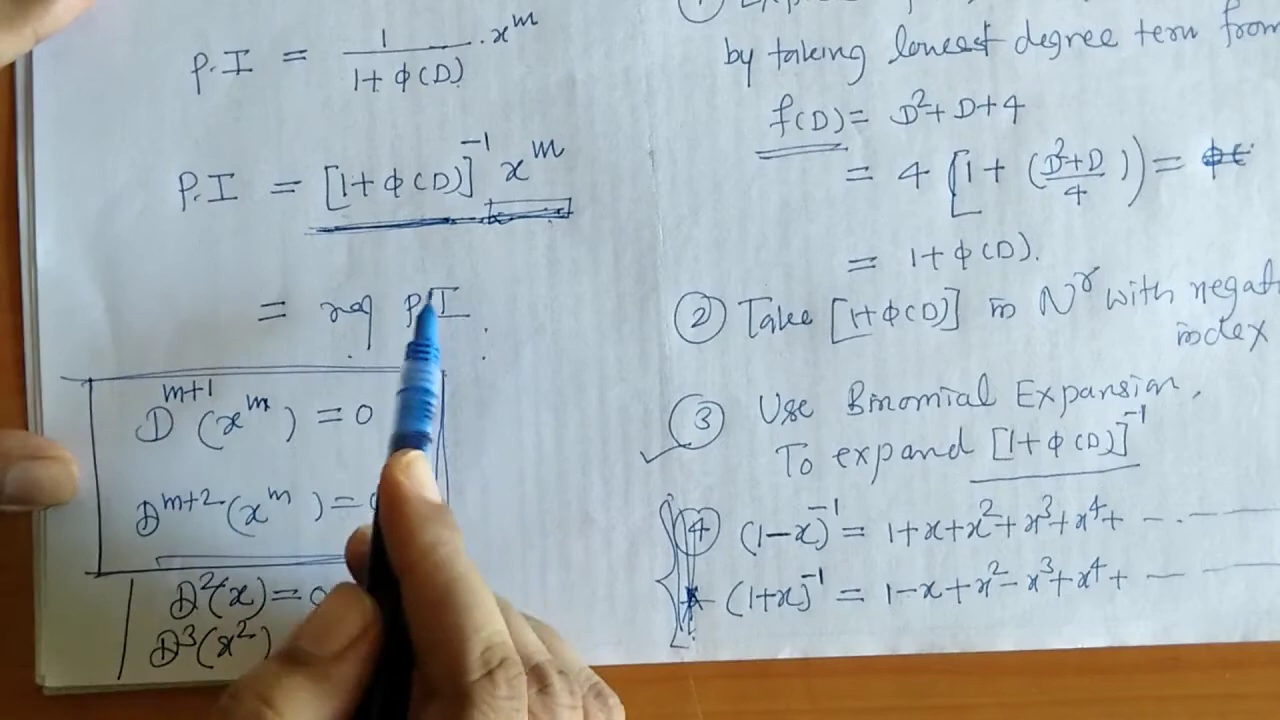 P.I = 1/(1+ϕ(D)) . x^m
P.I = [1+ϕ(D)]^-1 x^m
= req P.I.
D^m+1 (x^m) = 0
D^m+2 (x^m) =
D^2(x) =
D^3(x^2)
by taking lowest degree term from
f(D) = D^2+D+4
= 4 [1+ (D^2+D/4)] =
= 1+ϕ(D).
② Take [1+ϕ(D)] in N^r with
index
③ Use Binomial Expansion,
To expand [1+ϕ(D)]^-1
④ (1-x)^-1 = 1+x+x^2+x^3+x^4+ -----
(1+x)^-1 = 1-x+x^2-x^3+x^4+ -----